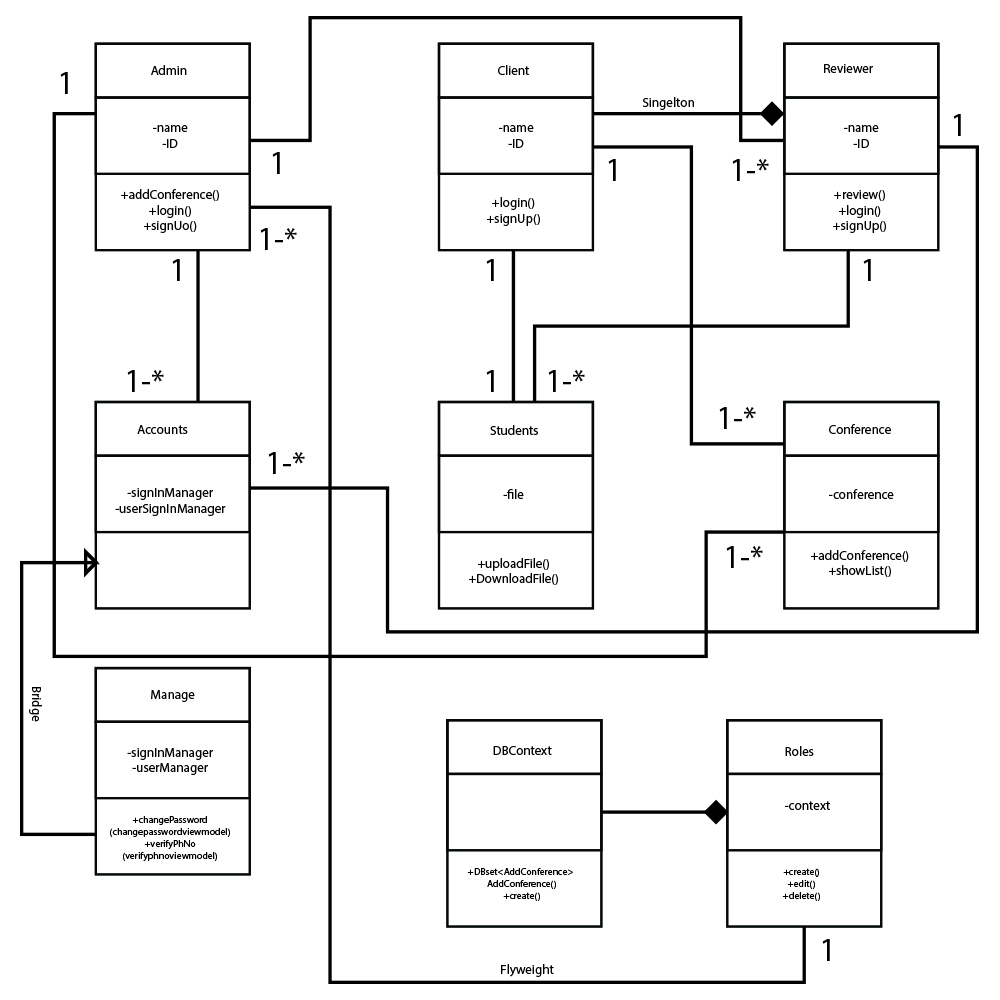 Admin
-name
-ID
+addConference()
+login()
+signUo()
1
1
1-*
1
Client
-name
-ID
+login()
+signUp()
Singelton
1
1
Reviewer
-name
-ID
+review()
+login()
+signUp()
1
1-*
1
1-*
Accounts
-signInManager
-userSignInManager
1-*
1
1-*
Students
-file
+uploadFile()
+DownloadFile()
1-*
Conference
-conference
+addConference()
+showList()
1-*
Bridge
Manage
-signInManager
-userManager
+changePassword
(changepasswordviewmodel)
+verifyPhNo
(verifyphnoviewmodel)
DBContext
+DBset<AddConference>
AddConference()
+create()
Roles
-context
+create()
+edit()
+delete()
1
Flyweight